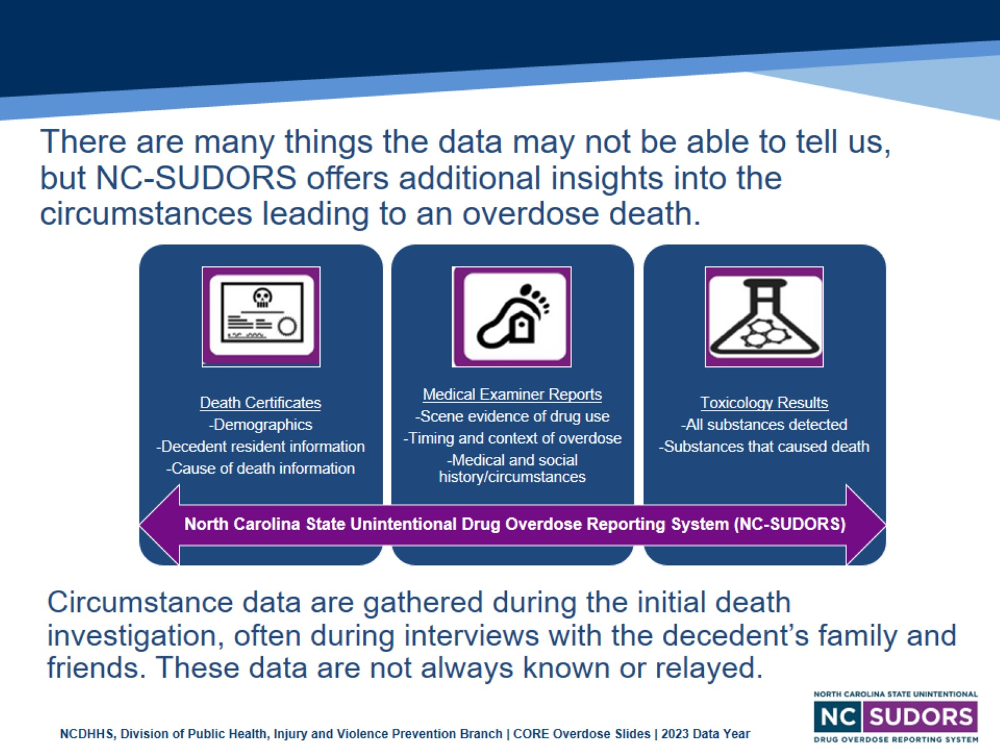 There are many things the data may not be able to tell us,
but NC-SUDORS offers additional insights into the
circumstances leading to an overdose death.
Death Certificates
-Demographics
-Decedent resident information
-Cause of death information
Medical Examiner Reports
-Scene evidence of drug use
-Timing and context of overdose
-Medical and social
history/circumstances
Toxicology Results
-All substances detected
-Substances that caused death
North Carolina State Unintentional Drug Overdose Reporting System (NC-SUDORS)
Circumstance data are gathered during the initial death
investigation, often during interviews with the decedent’s family and
friends. These data are not always known or relayed.
NORTH CAROLINA STATE UNINTENTIONAL
NC SUDORS
DRUG OVERDOSE REPORTING SYSTEM
NCDHHS, Division of Public Health, Injury and Violence Prevention Branch | CORE Overdose Slides | 2023 Data Year